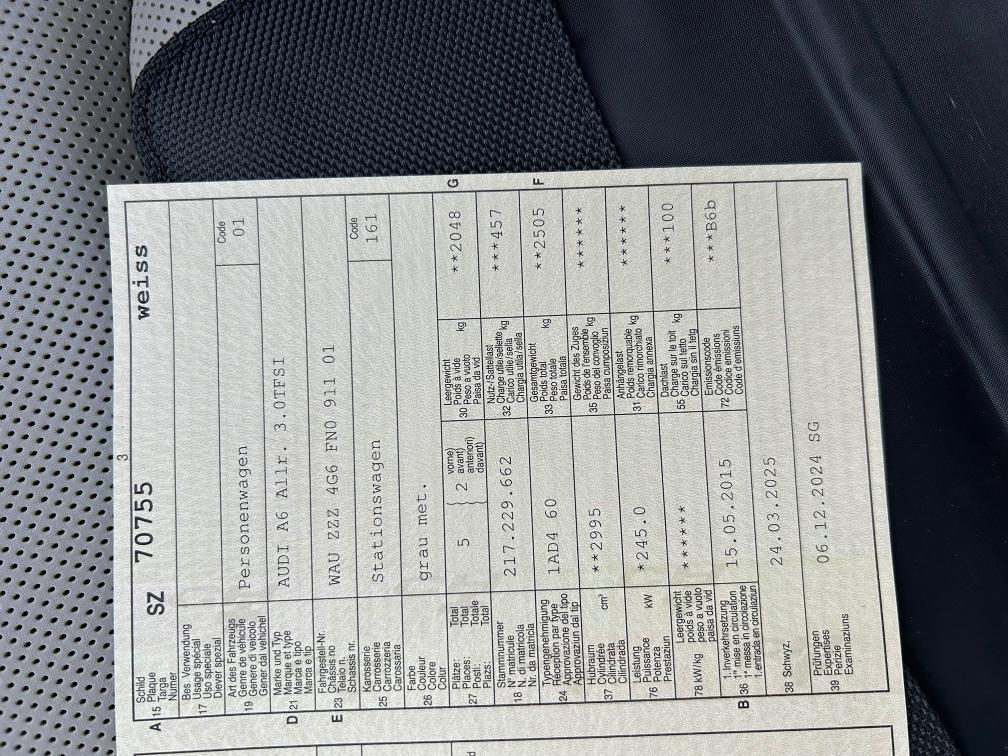 3
A 15 Schild SZ 70755 weiss
Plaque
Targa
Numer
17 Bes. Verwendung
Usage spécial
Uso speciale
Diever spezial
19 Art des Fahrzeugs Personenwagen Code 01
Genre de véhicule
Genere di veicolo
Gener da vehichel
D 21 Marke und Typ AUDI A6 Allr. 3.0TFSI
Marque et type
Marca e tipo
Marca e tip
E 23 Fahrgestell-Nr. WAU ZZZ 4G6 FN0 911 01
Châssis no
Telaio n.
Schassis nr.
25 Karosserie Stationswagen Code 161
Carrosserie
Carrozzeria
Carossaria
26 Farbe grau met.
Couleur
Colore
Colur
27 Plätze: Total 5 } 2 vorne)
Places: Total avant)
Posti: Totale anteriori)
Plazs: Total davant)
30 Leergewicht kg **2048 G
Poids à vide
Peso a vuoto
Paisa da vid
18 Stammnummer 217.229.662
N° matricule
N. di matricola
Nr. da matricla
32 Nutz-/Sattellast kg ***457
Charge utile/sellette
Carico utile/sella
Chargia utila/sella
24 Typengenehmigung 1AD4 60
Réception par type
Approvazione del tipo
Approvaziun dal tip
33 Gesamtgewicht kg **2505 F
Poids total
Peso totale
Paisa totala
37 Hubraum cm³ **2995
Cylindrée
Cilindrata
Cilindrada
35 Gewicht des Zuges kg ******
Poids de l'ensemble
Peso del convoglio
Paisa cumposiziun
76 Leistung kW *245.0
Puissance
Potenza
Prestaziun
31 Anhängelast kg ******
Poids remorquable
Carico rimorchiato
Chargia annexa
78 kW/kg Leergewicht *****
poids à vide
peso a vuoto
paisa da vid
55 Dachlast kg ***100
Charge sur le toit
Carico sul tetto
Chargia sin il tetg
B 36 1.Inverkehrsetzung 15.05.2015
1re mise en circulation
1a messa in circolazione
1.entrada en circulaziun
72 Emissionscode ***B6b
Code émissions
Codice emissioni
Code d'emissiuns
38 Schwyz, 24.03.2025
39 Prüfungen 06.12.2024 SG
Expertises
Perizie
Examinaziuns